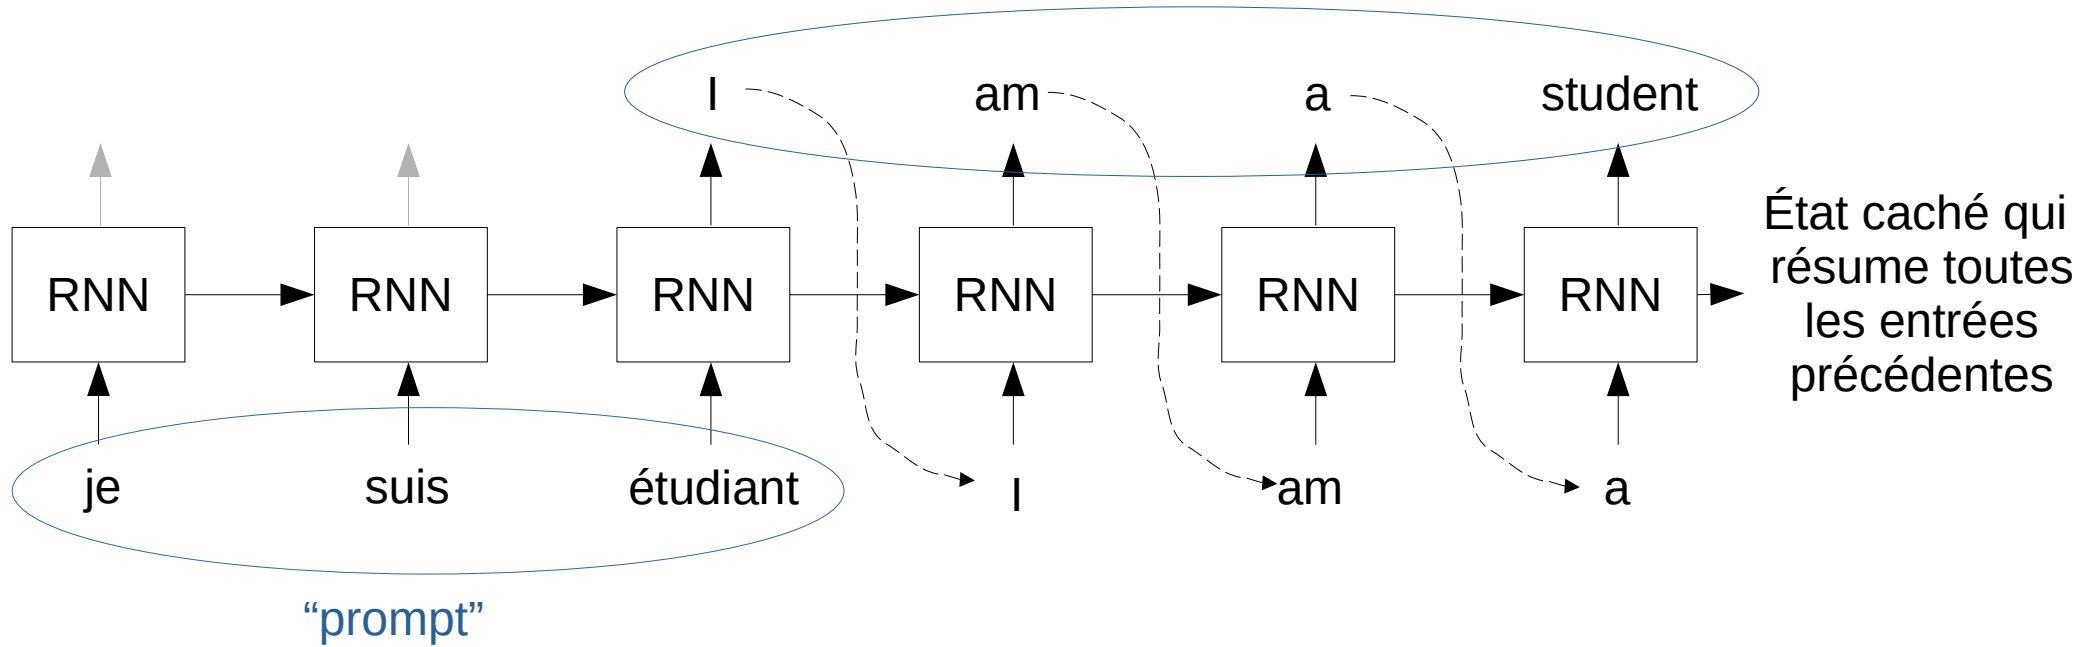 I am a student
RNN RNN RNN RNN RNN RNN
État caché qui
résume toutes
les entrées
précédentes
je suis étudiant I am a
“prompt”